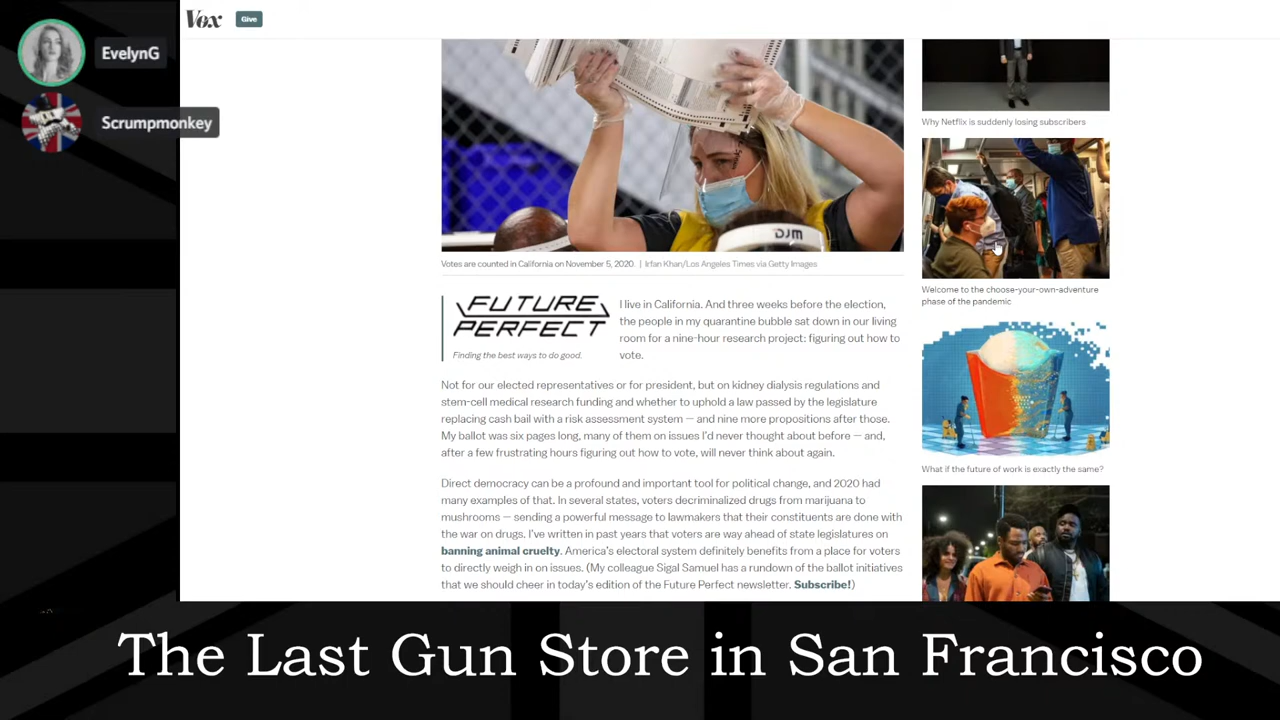 EvelynG
Scrumpmonkey
Vox
Give
DJM
Votes are counted in California on November 5, 2020. | Irfan Khan/Los Angeles Times via Getty Images
FUTURE
PERFECT
Finding the best ways to do good.
I live in California. And three weeks before the election,
the people in my quarantine bubble sat down in our living
room for a nine-hour research project: figuring out how to
vote.
Not for our elected representatives or for president, but on kidney dialysis regulations and
stem-cell medical research funding and whether to uphold a law passed by the legislature
replacing cash bail with a risk assessment system — and nine more propositions after those.
My ballot was six pages long, many of them on issues I'd never thought about before — and,
after a few frustrating hours figuring out how to vote, will never think about again.
Direct democracy can be a profound and important tool for political change, and 2020 had
many examples of that. In several states, voters decriminalized drugs from marijuana to
mushrooms — sending a powerful message to lawmakers that their constituents are done with
the war on drugs. I've written in past years that voters are way ahead of state legislatures on
banning animal cruelty. America's electoral system definitely benefits from a place for voters
to directly weigh in on issues. (My colleague Sigal Samuel has a rundown of the ballot initiatives
that we should cheer in today's edition of the Future Perfect newsletter. Subscribe!)
Why Netflix is suddenly losing subscribers
Welcome to the choose-your-own-adventure
phase of the pandemic
What if the future of work is exactly the same?
The Last Gun Store in San Francisco